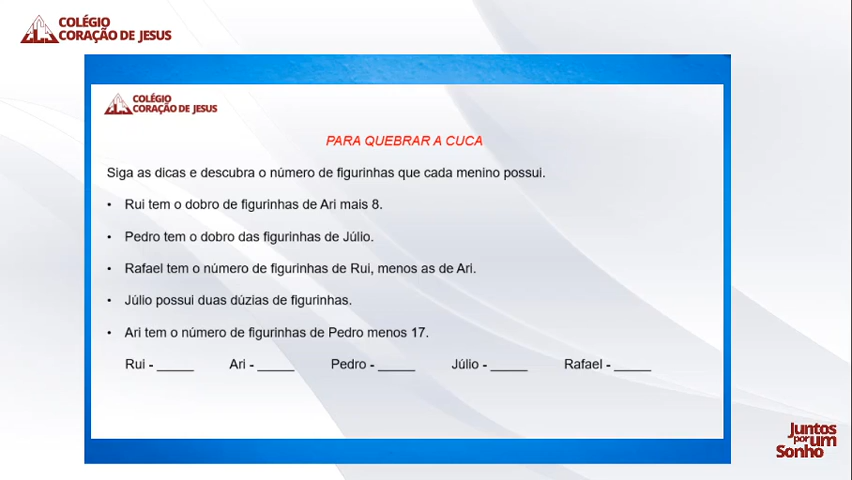 COLÉGIO
CORAÇÃO DE JESUS
COLÉGIO
CORAÇÃO DE JESUS
PARA QUEBRAR A CUCA
Siga as dicas e descubra o número de figurinhas que cada menino possui.
• Rui tem o dobro de figurinhas de Ari mais 8.
• Pedro tem o dobro das figurinhas de Júlio.
• Rafael tem o número de figurinhas de Rui, menos as de Ari.
• Júlio possui duas dúzias de figurinhas.
• Ari tem o número de figurinhas de Pedro menos 17.
Rui - _____ Ari - _____ Pedro - _____ Júlio - _____ Rafael - _____
Juntos
por um
Sonho